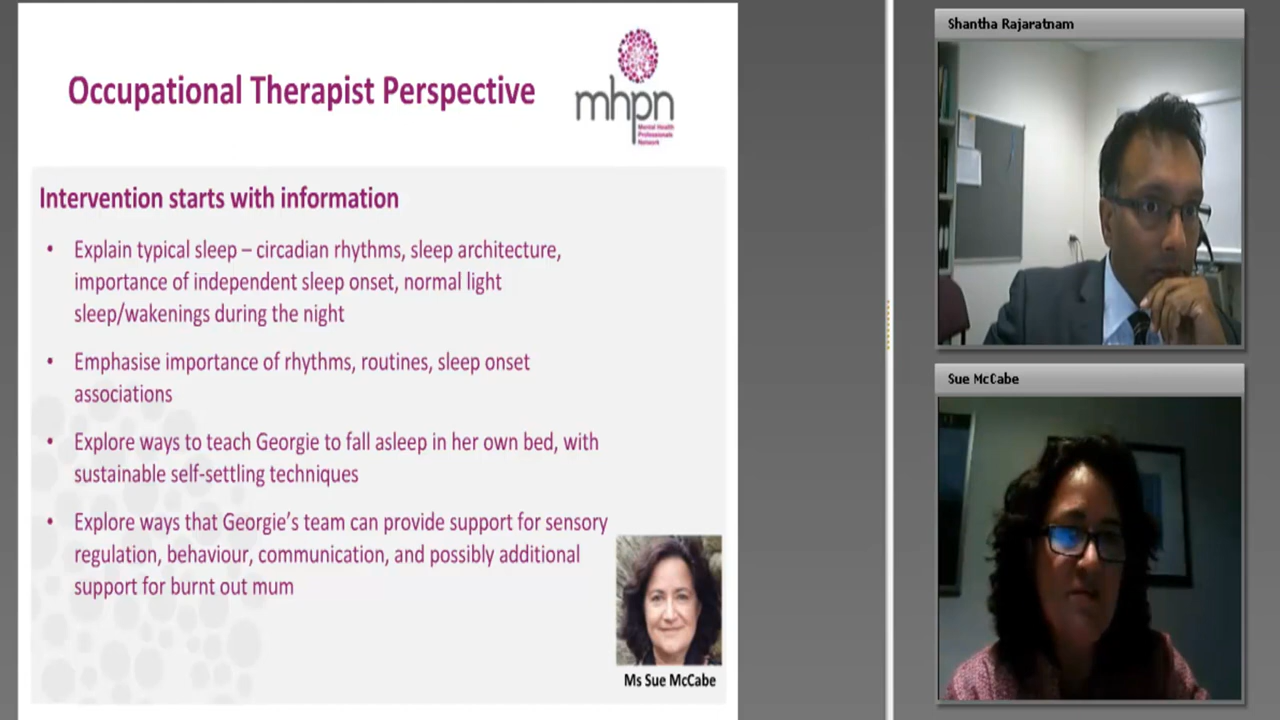 Occupational Therapist Perspective
mhpn
Mental Health
Professionals
Network
Intervention starts with information
• Explain typical sleep – circadian rhythms, sleep architecture,
importance of independent sleep onset, normal light
sleep/wakenings during the night
• Emphasise importance of rhythms, routines, sleep onset
associations
• Explore ways to teach Georgie to fall asleep in her own bed, with
sustainable self-settling techniques
• Explore ways that Georgie's team can provide support for sensory
regulation, behaviour, communication, and possibly additional
support for burnt out mum
Ms Sue McCabe
Shantha Rajaratnam
Sue McCabe